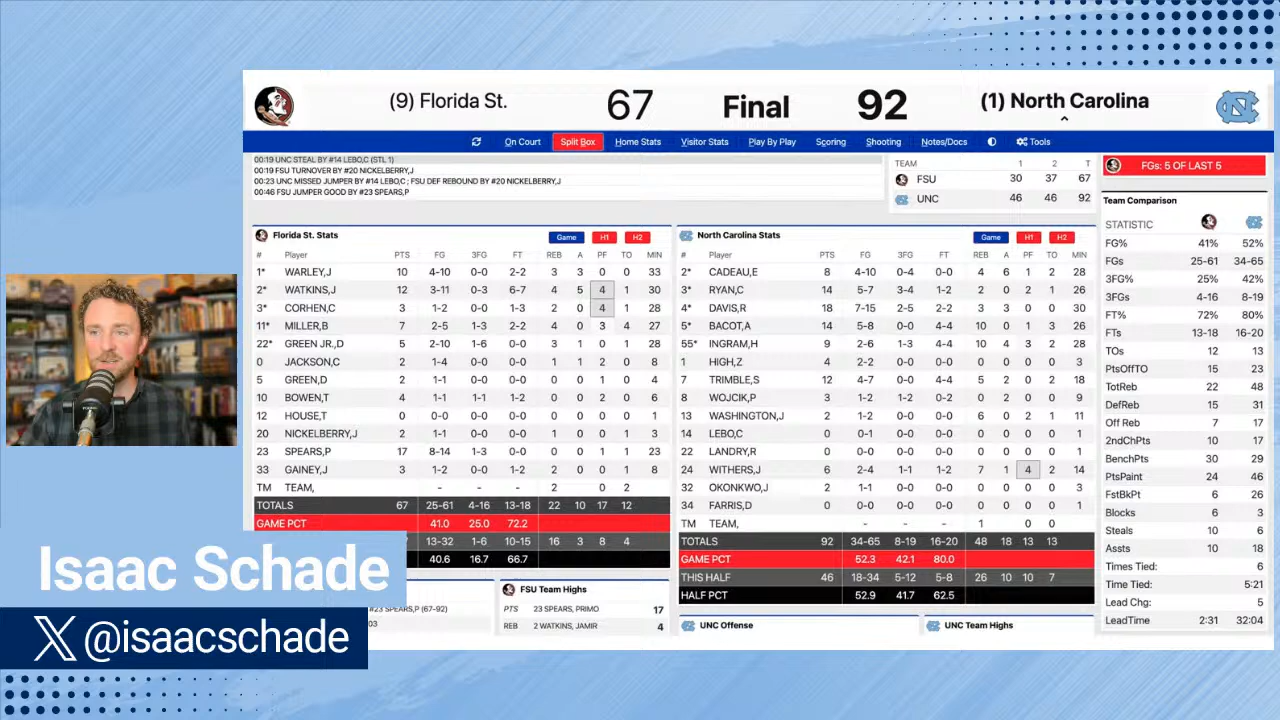 (9) Florida St. 67 Final 92 (1) North Carolina
On Court Split Box Home Stats Visitor Stats Play By Play Scoring Shooting Notes/Docs Tools
00:19 UNC STEAL BY #14 LEBO,C (STL 1)
00:19 FSU TURNOVER BY #20 NICKELBERRY,J
00:23 UNC MISSED JUMPER BY #14 LEBO,C ; FSU DEF REBOUND BY #20 NICKELBERRY,J
00:46 FSU JUMPER GOOD BY #23 SPEARS,P
TEAM 1 2 T
FSU 30 37 67
UNC 46 46 92
FGs: 5 OF LAST 5
Florida St. Stats Game H1 H2
# Player PTS FG 3FG FT REB A PF TO MIN
1* WARLEY,J 10 4-10 0-0 2-2 3 3 0 0 33
2* WATKINS,J 12 3-11 0-3 6-7 4 5 4 1 30
3* CORHEN,C 3 1-2 0-0 1-3 2 0 4 1 28
11* MILLER,B 7 2-5 1-3 2-2 4 0 3 4 27
22* GREEN JR.,D 5 2-10 1-6 0-0 3 1 0 1 28
0 JACKSON,C 2 1-4 0-0 0-0 1 1 2 0 8
5 GREEN,D 2 1-1 0-0 0-0 0 0 1 0 4
10 BOWEN,T 4 1-1 1-1 1-2 0 0 2 0 6
12 HOUSE,T 0 0-0 0-0 0-0 0 0 0 0 1
20 NICKELBERRY,J 2 1-1 0-0 0-0 1 0 0 1 3
23 SPEARS,P 17 8-14 1-3 0-0 0 0 1 1 23
33 GAINEY,J 3 1-2 0-0 1-2 2 0 0 1 8
TM TEAM, - - - 2 0 2
TOTALS 67 25-61 4-16 13-18 22 10 17 12
GAME PCT 41.0 25.0 72.2
13-32 1-6 10-15 16 3 8 4
40.6 16.7 66.7
#23 SPEARS,P (67-92)
03
FSU Team Highs
PTS 23 SPEARS, PRIMO 17
REB 2 WATKINS, JAMIR 4
North Carolina Stats Game H1 H2
# Player PTS FG 3FG FT REB A PF TO MIN
2* CADEAU,E 8 4-10 0-4 0-0 4 6 1 2 28
3* RYAN,C 14 5-7 3-4 1-2 2 0 2 1 26
4* DAVIS,R 18 7-15 2-5 2-2 3 3 0 0 30
5* BACOT,A 14 5-8 0-0 4-4 10 0 1 3 26
55* INGRAM,H 9 2-6 1-3 4-4 10 4 3 2 28
1 HIGH,Z 4 2-2 0-0 0-0 0 0 0 0 3
7 TRIMBLE,S 12 4-7 0-0 4-4 5 2 0 2 18
8 WOJCIK,P 3 1-2 1-2 0-0 0 2 0 0 9
13 WASHINGTON,J 2 1-2 0-0 0-0 6 0 2 1 11
14 LEBO,C 0 0-1 0-0 0-0 0 0 0 0 1
22 LANDRY,R 0 0-0 0-0 0-0 0 0 0 0 1
24 WITHERS,J 6 2-4 1-1 1-2 7 1 4 2 14
32 OKONKWO,J 2 1-1 0-0 0-0 0 0 0 0 3
34 FARRIS,D 0 0-0 0-0 0-0 0 0 0 0 1
TM TEAM, - - - 1 0 0
TOTALS 92 34-65 8-19 16-20 48 18 13 13
GAME PCT 52.3 42.1 80.0
THIS HALF 46 18-34 5-12 5-8 26 10 10 7
HALF PCT 52.9 41.7 62.5
UNC Offense
UNC Team Highs
Team Comparison
STATISTIC
FG% 41% 52%
FGs 25-61 34-65
3FG% 25% 42%
3FGs 4-16 8-19
FT% 72% 80%
FTs 13-18 16-20
TOs 12 13
PtsOffTO 15 23
TotReb 22 48
DefReb 15 31
Off Reb 7 17
2ndChPts 10 17
BenchPts 30 29
PtsPaint 24 46
FstBkPt 6 26
Blocks 6 3
Steals 10 6
Assts 10 18
Times Tied: 6
Time Tied: 5:21
Lead Chg: 5
LeadTime 2:31 32:04
Isaac Schade
X @isaacschade